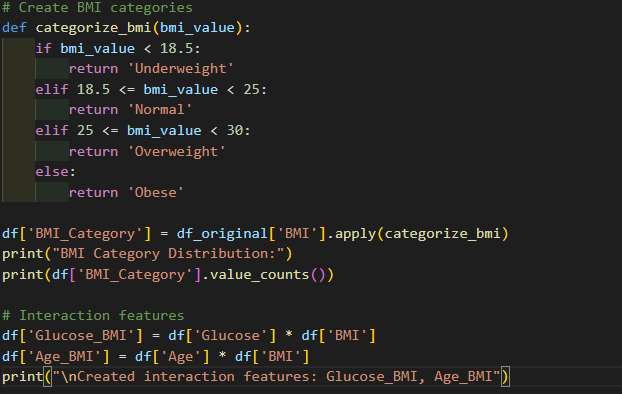 # Create BMI categories
def categorize_bmi(bmi_value):
    if bmi_value < 18.5:
        return 'Underweight'
    elif 18.5 <= bmi_value < 25:
        return 'Normal'
    elif 25 <= bmi_value < 30:
        return 'Overweight'
    else:
        return 'Obese'

df['BMI_Category'] = df_original['BMI'].apply(categorize_bmi)
print("BMI Category Distribution:")
print(df['BMI_Category'].value_counts())

# Interaction features
df['Glucose_BMI'] = df['Glucose'] * df['BMI']
df['Age_BMI'] = df['Age'] * df['BMI']
print("\nCreated interaction features: Glucose_BMI, Age_BMI")